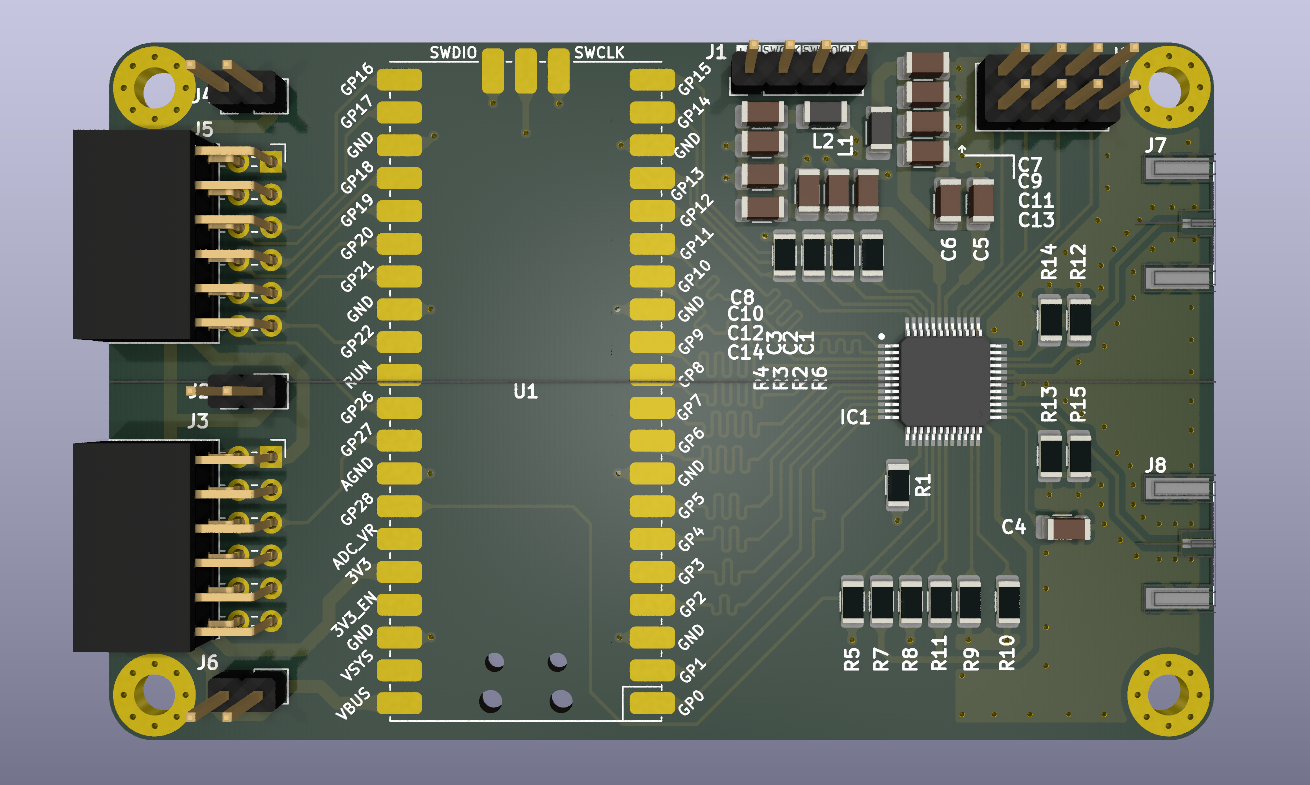 SWDIO
SWCLK
J1
J4
J5
GP16
GP17
GND
GP18
GP19
GP20
GP21
GND
GP22
RUN
GP26
GP27
AGND
GP28
ADC_VR
3V3
3V3_EN
GND
VSYS
VBUS
GP15
GP14
GND
GP13
GP12
GP11
GP10
GND
GP9
GP8
GP7
GP6
GND
GP5
GP4
GP3
GP2
GND
GP1
GP0
U1
J2
J3
J6
L2
L1
C7
C9
C11
C13
J7
C6
C5
R14
R12
C8
C10
C12
C14
C3
C2
C1
R4
R3
R2
R6
IC1
R13
R15
R1
C4
J8
R5
R7
R8
R11
R9
R10